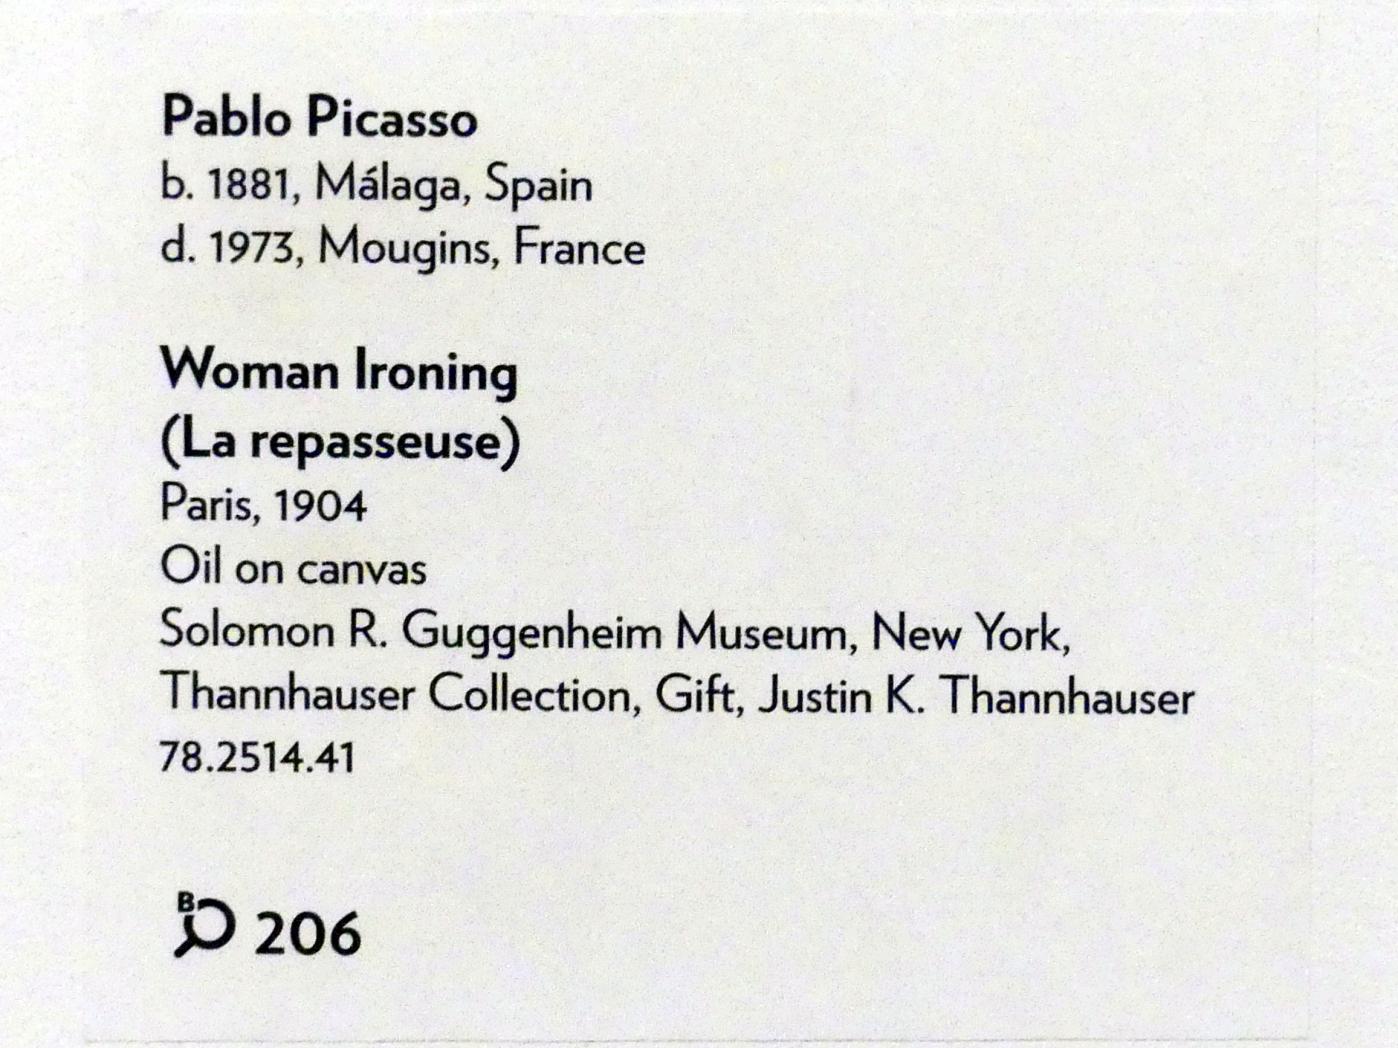 Pablo Picasso
b. 1881, Málaga, Spain
d. 1973, Mougins, France
Woman Ironing
(La repasseuse)
Paris, 1904
Oil on canvas
Solomon R. Guggenheim Museum, New York,
Thannhauser Collection, Gift, Justin K. Thannhauser
78.2514.41
B 206